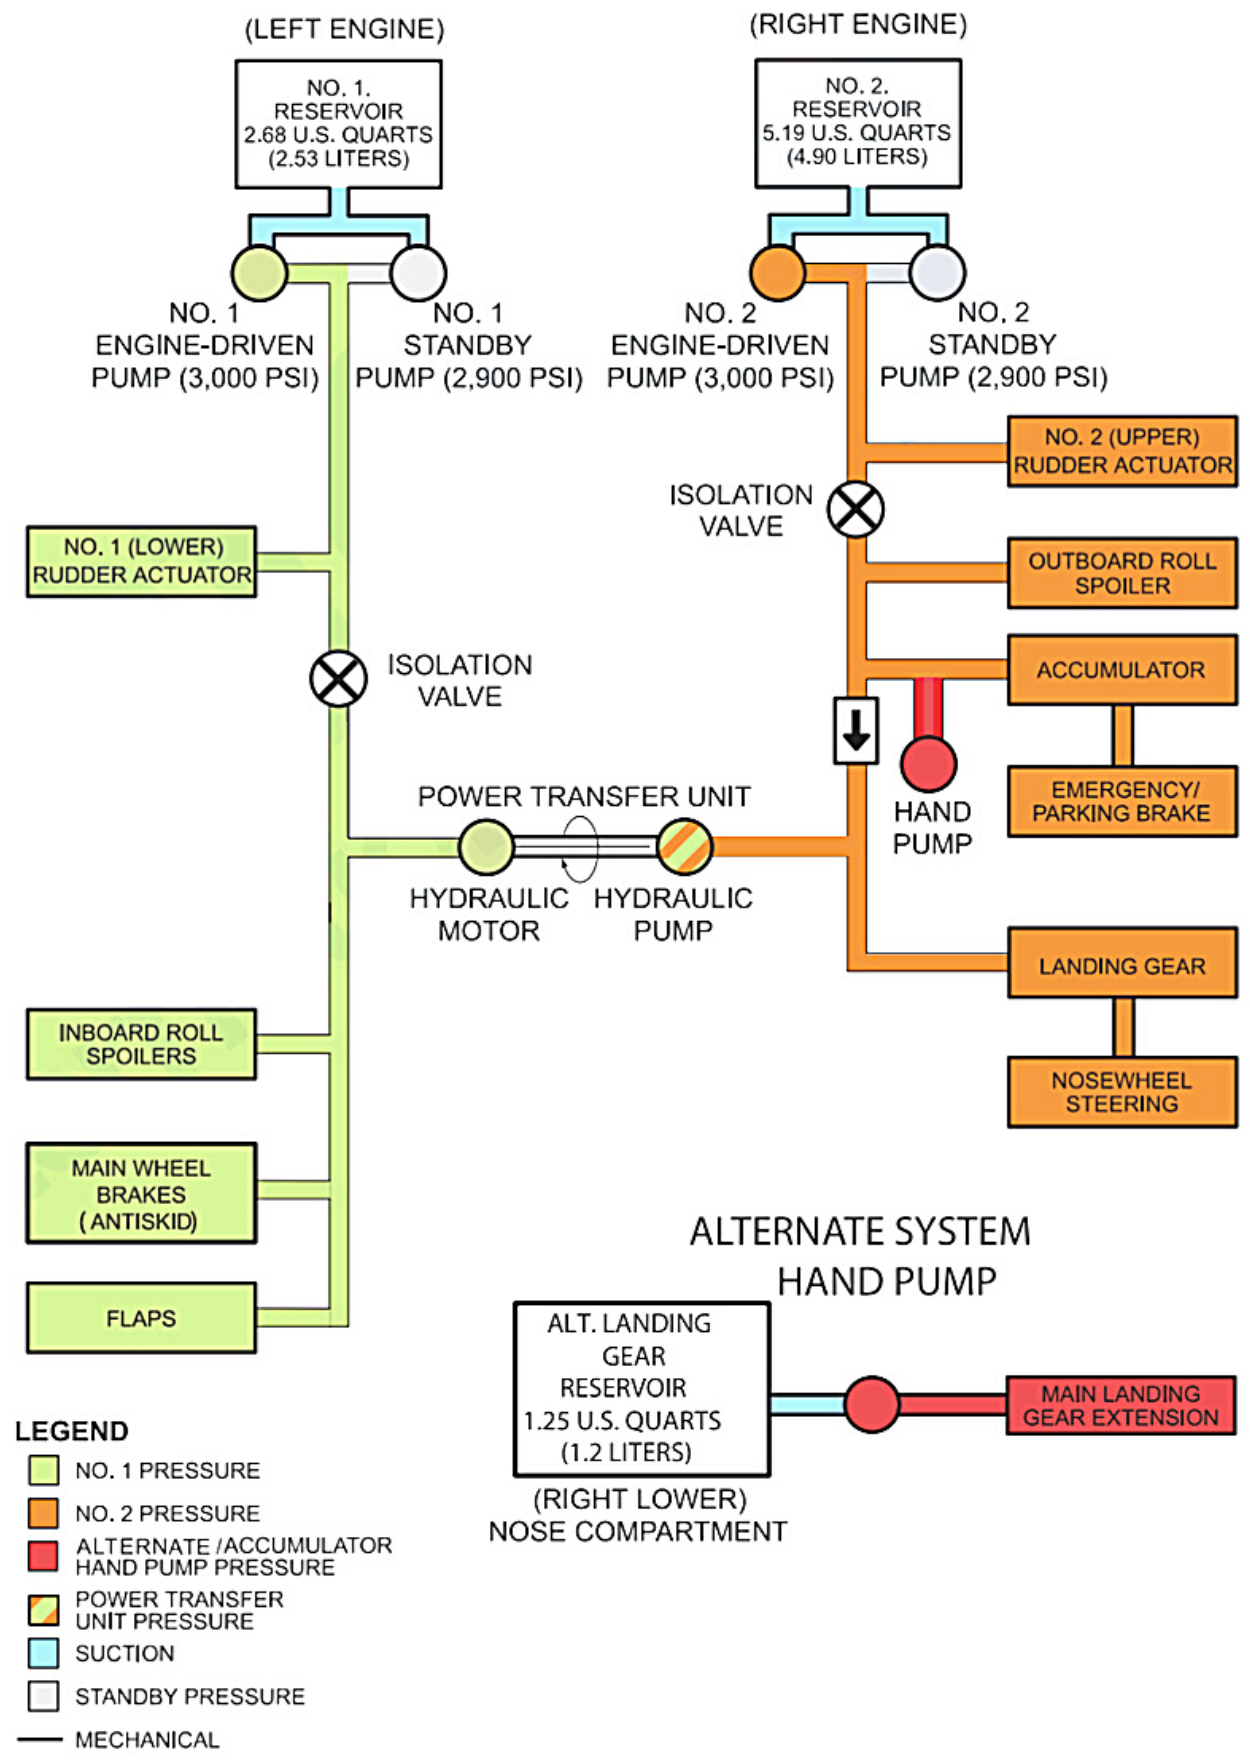 (LEFT ENGINE)
NO. 1.
RESERVOIR
2.68 U.S. QUARTS
(2.53 LITERS)
(RIGHT ENGINE)
NO. 2.
RESERVOIR
5.19 U.S. QUARTS
(4.90 LITERS)
NO. 1
ENGINE-DRIVEN
PUMP (3,000 PSI)
NO. 1
STANDBY
PUMP (2,900 PSI)
NO. 2
ENGINE-DRIVEN
PUMP (3,000 PSI)
NO. 2
STANDBY
PUMP (2,900 PSI)
NO. 2 (UPPER)
RUDDER ACTUATOR
ISOLATION
VALVE
NO. 1 (LOWER)
RUDDER ACTUATOR
OUTBOARD ROLL
SPOILER
ISOLATION
VALVE
ACCUMULATOR
EMERGENCY/
PARKING BRAKE
HAND
PUMP
POWER TRANSFER UNIT
HYDRAULIC
MOTOR
HYDRAULIC
PUMP
LANDING GEAR
NOSEWHEEL
STEERING
INBOARD ROLL
SPOILERS
MAIN WHEEL
BRAKES
(ANTISKID)
FLAPS
ALTERNATE SYSTEM
HAND PUMP
ALT. LANDING
GEAR
RESERVOIR
1.25 U.S. QUARTS
(1.2 LITERS)
MAIN LANDING
GEAR EXTENSION
(RIGHT LOWER)
NOSE COMPARTMENT
LEGEND
NO. 1 PRESSURE
NO. 2 PRESSURE
ALTERNATE/ACCUMULATOR
HAND PUMP PRESSURE
POWER TRANSFER
UNIT PRESSURE
SUCTION
STANDBY PRESSURE
MECHANICAL